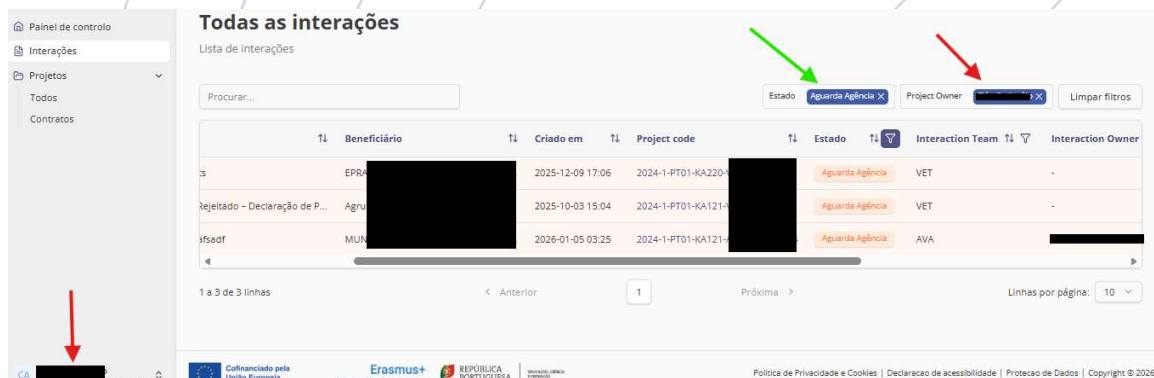 Painel de controlo
Interações
Projetos
Todos
Contratos
Todas as interações
Lista de interações
Procurar...
Estado Aguarda Agência
Project Owner
Limpar filtros
Beneficiário Criado em Project code Estado Interaction Team Interaction Owner
EPRA 2025-12-09 17:06 2024-1-PT01-KA220- Aguarda Agência VET -
Rejeitado – Declaração de P... Agru 2025-10-03 15:04 2024-1-PT01-KA121- Aguarda Agência VET -
afsadf MUN 2026-01-05 03:25 2024-1-PT01-KA121- Aguarda Agência AVA
1 a 3 de 3 linhas
Anterior 1 Próxima
Linhas por página: 10
CA
Cofinanciado pela
União Europeia
Erasmus+
REPÚBLICA
PORTUGUESA
Política de Privacidade e Cookies | Declaracao de acessibilidade | Protecao de Dados | Copyright © 2026